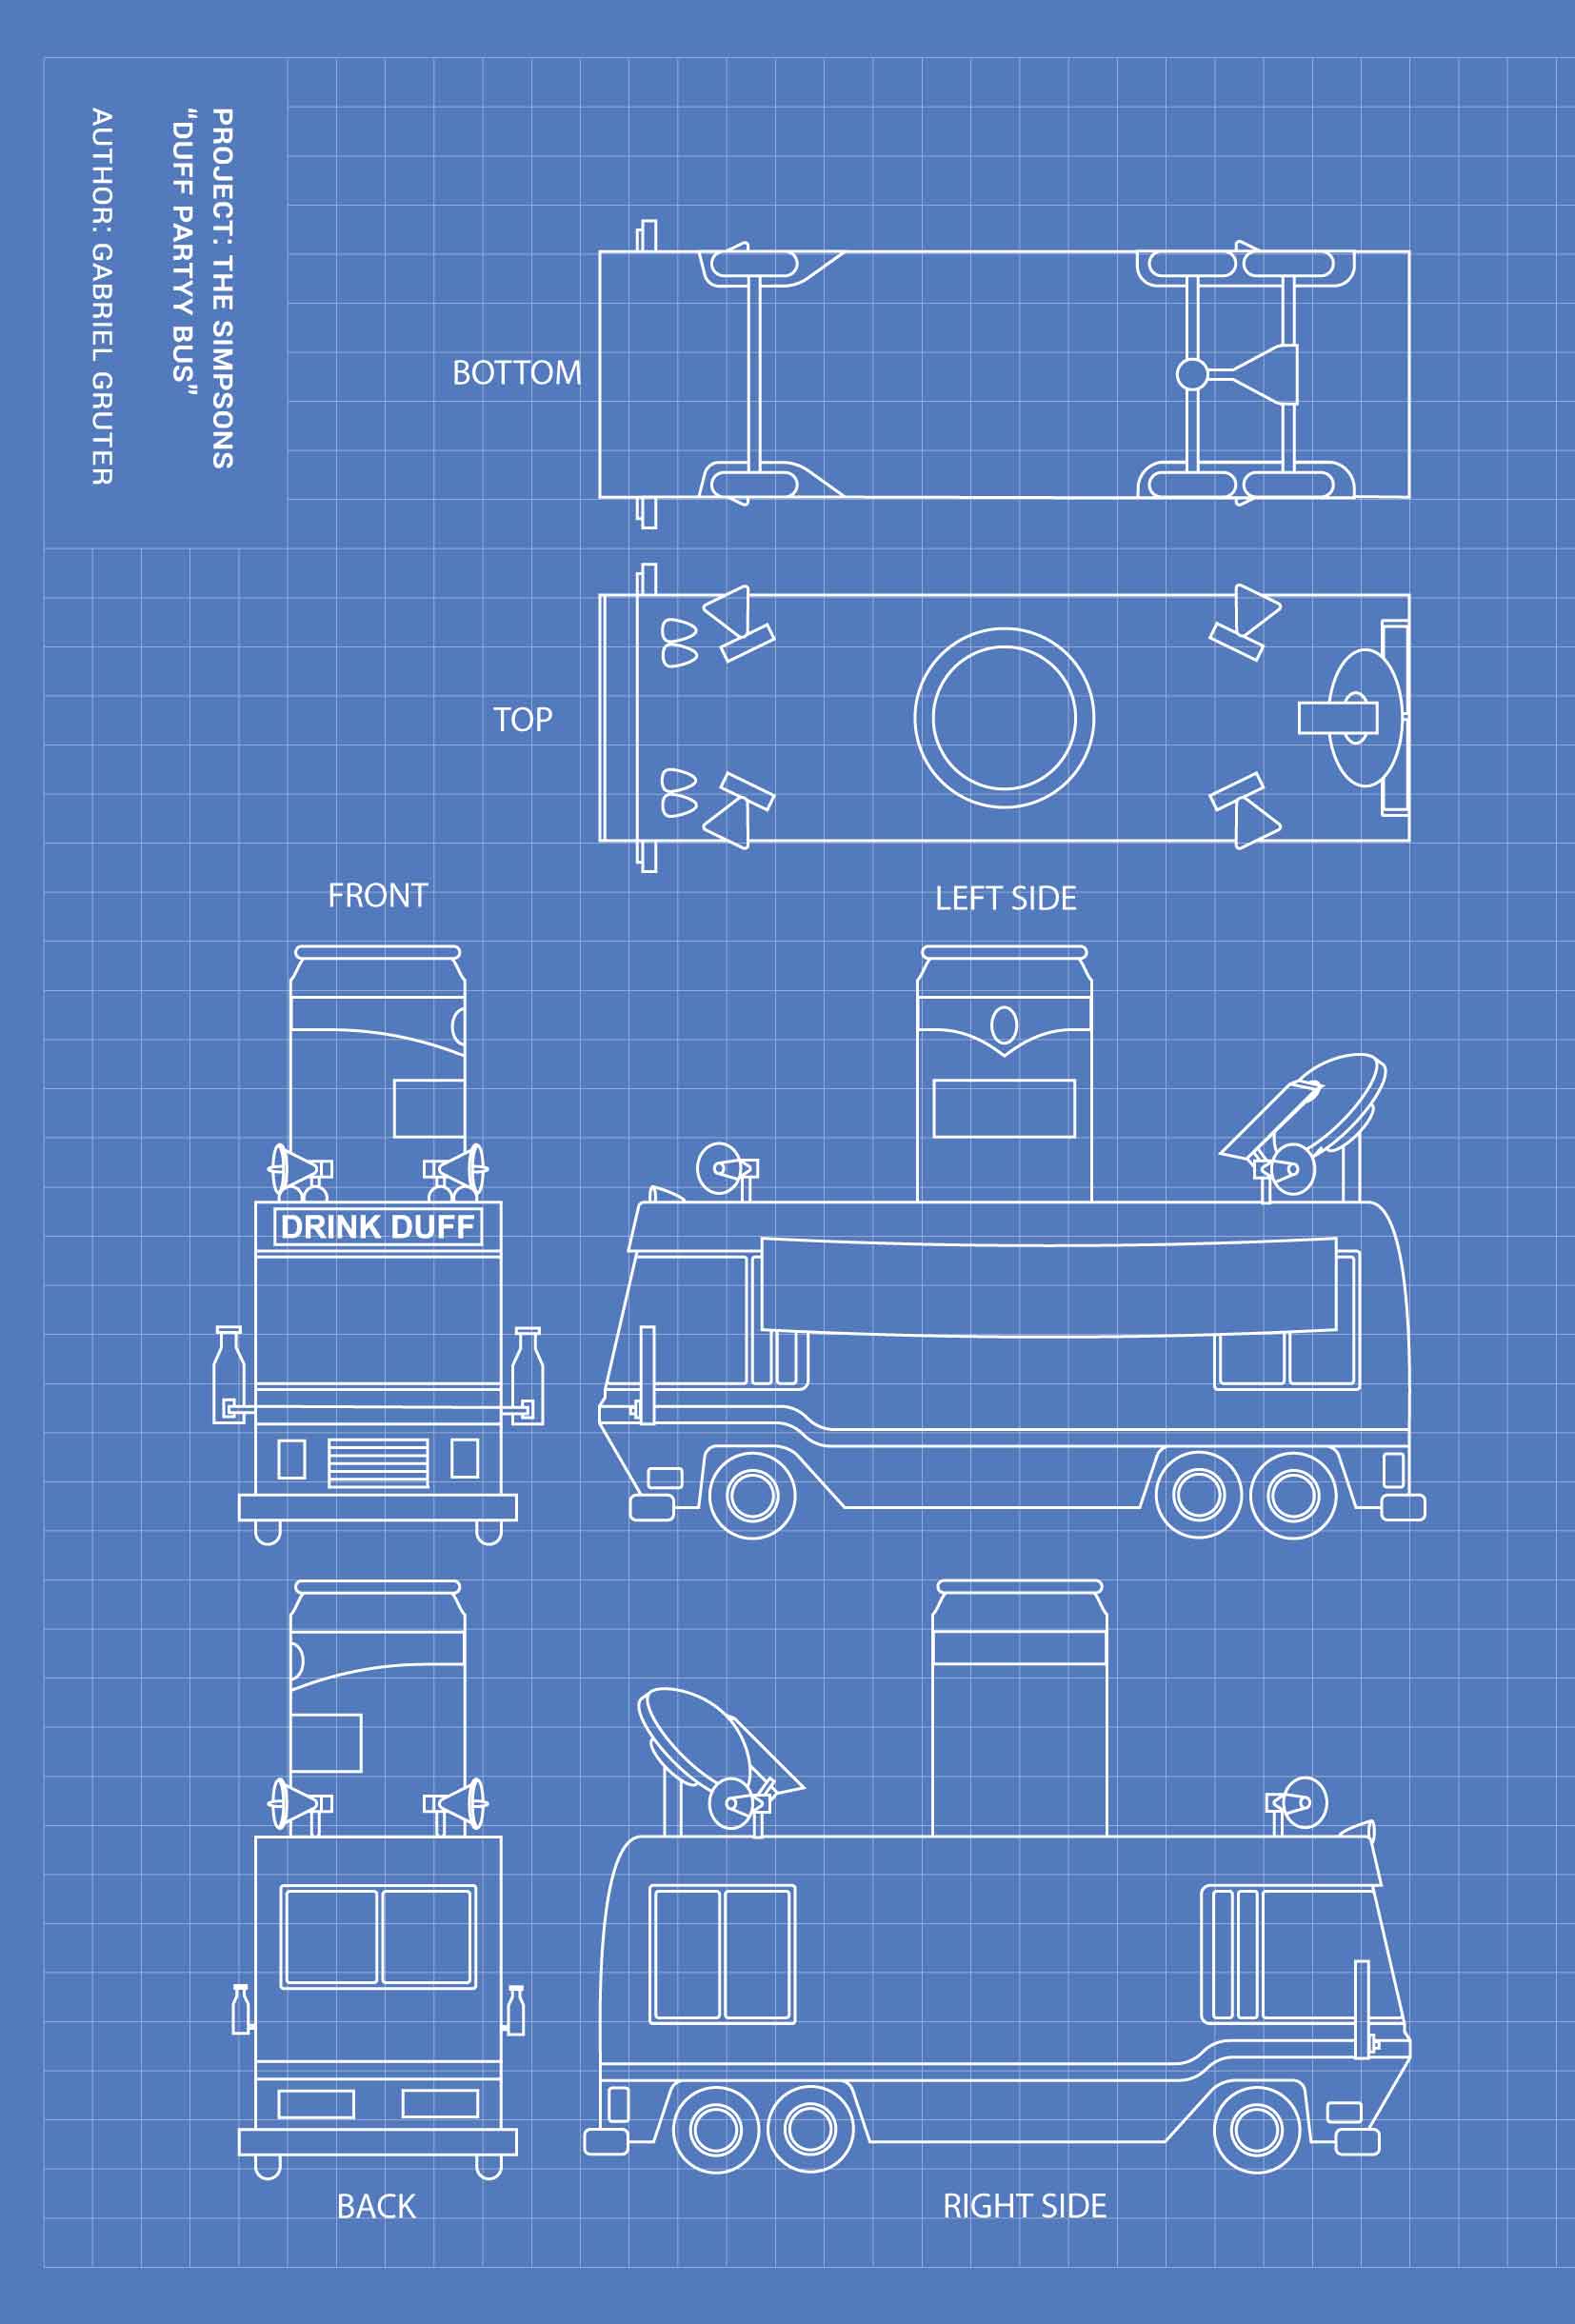 PROJECT: THE SIMPSONS
“DUFF PARTYY BUS”
AUTHOR: GABRIEL GRUTER
BOTTOM
TOP
FRONT
LEFT SIDE
DRINK DUFF
BACK
RIGHT SIDE